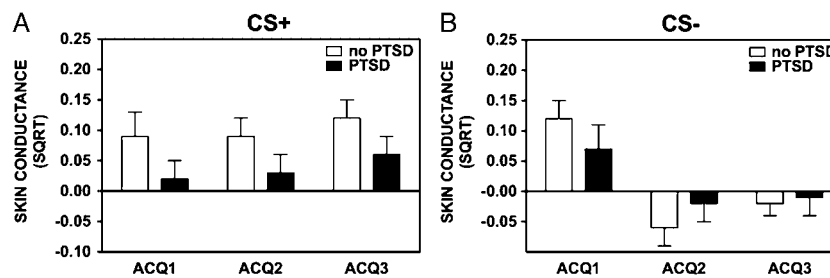 A
CS+
0.25
0.20
0.15
0.10
0.05
0.00
-0.05
-0.10
SKIN CONDUCTANCE
(SQRT)
no PTSD
PTSD
ACQ1 ACQ2 ACQ3
B
CS-
0.25
0.20
0.15
0.10
0.05
-0.00
-0.05
SKIN CONDUCTANCE
(SQRT)
no PTSD
PTSD
ACQ1 ACQ2 ACQ3